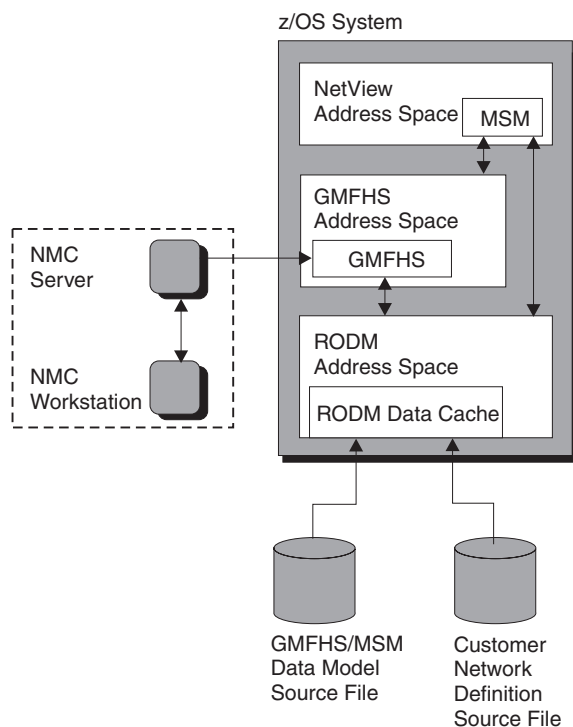 z/OS System
NetView
Address Space
MSM
GMFHS
Address Space
GMFHS
NMC
Server
NMC
Workstation
RODM
Address Space
RODM Data Cache
GMFHS/MSM
Data Model
Source File
Customer
Network
Definition
Source File